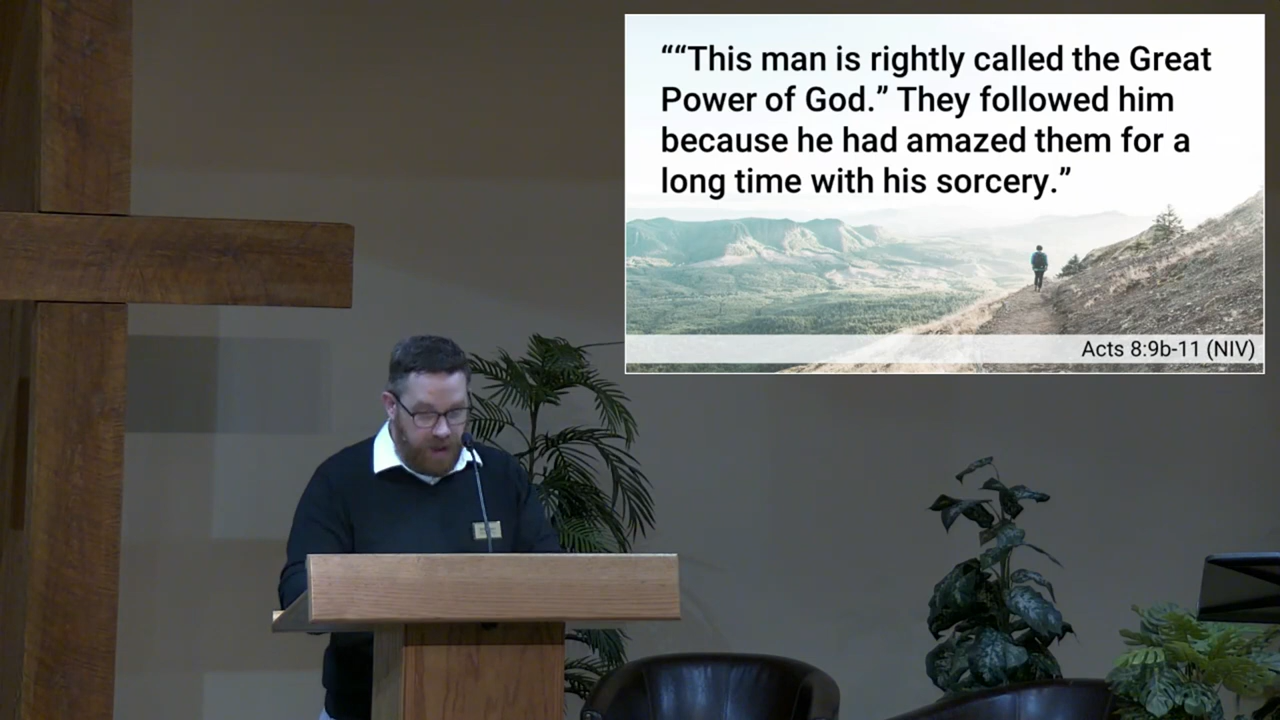 ““This man is rightly called the Great
Power of God.” They followed him
because he had amazed them for a
long time with his sorcery.”
Acts 8:9b-11 (NIV)